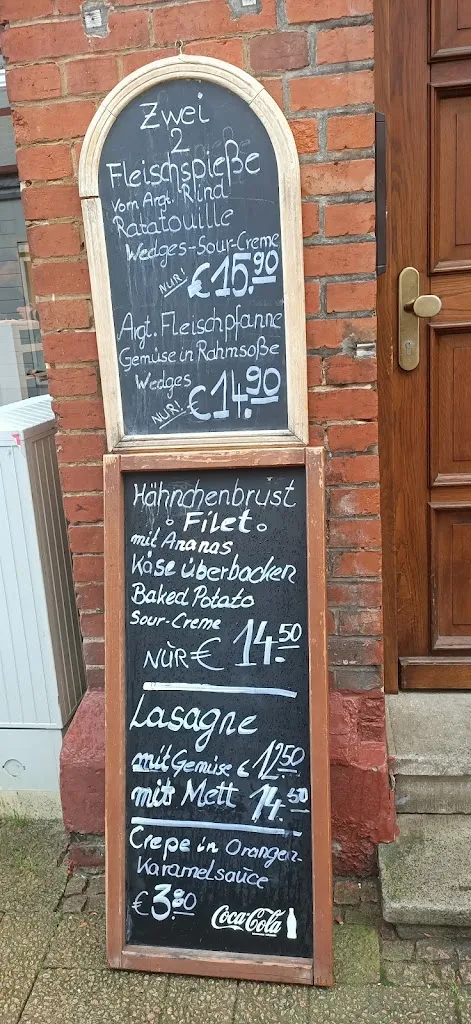 Zwei
2
Fleischspieße
Vom Argt. Rind
Ratatouille
Wedges-Sour-Creme
NUR! €15.90
Argt. Fleischpfanne
Gemüse in Rahmsoße
Wedges
NUR! €14.90
Hähnchenbrust
Filet
mit Ananas
Käse überbacken
Baked Potato
Sour-Creme
NUR € 14.50
Lasagne
mit Gemüse € 12.50
mit Mett 14.50
Crepe in Orangen-
Karamelsauce
€3.80
Coca-Cola